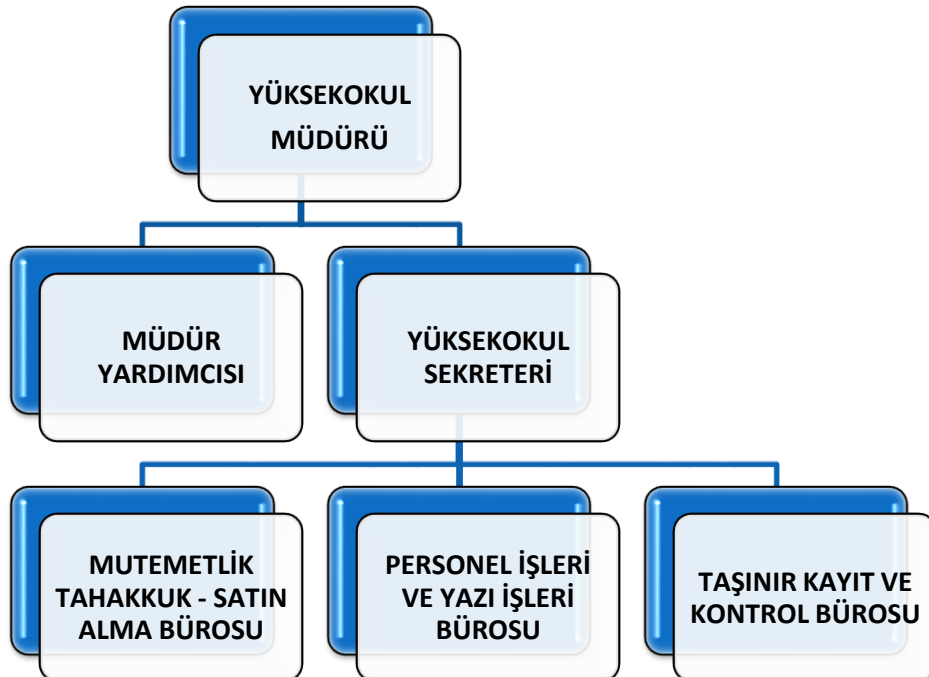 YÜKSEKOKUL
MÜDÜRÜ
MÜDÜR
YARDIMCISI
YÜKSEKOKUL
SEKRETERİ
MUTEMETLİK
TAHAKKUK - SATIN
ALMA BÜROSU
PERSONEL İŞLERİ
VE YAZI İŞLERİ
BÜROSU
TAŞINIR KAYIT VE
KONTROL BÜROSU